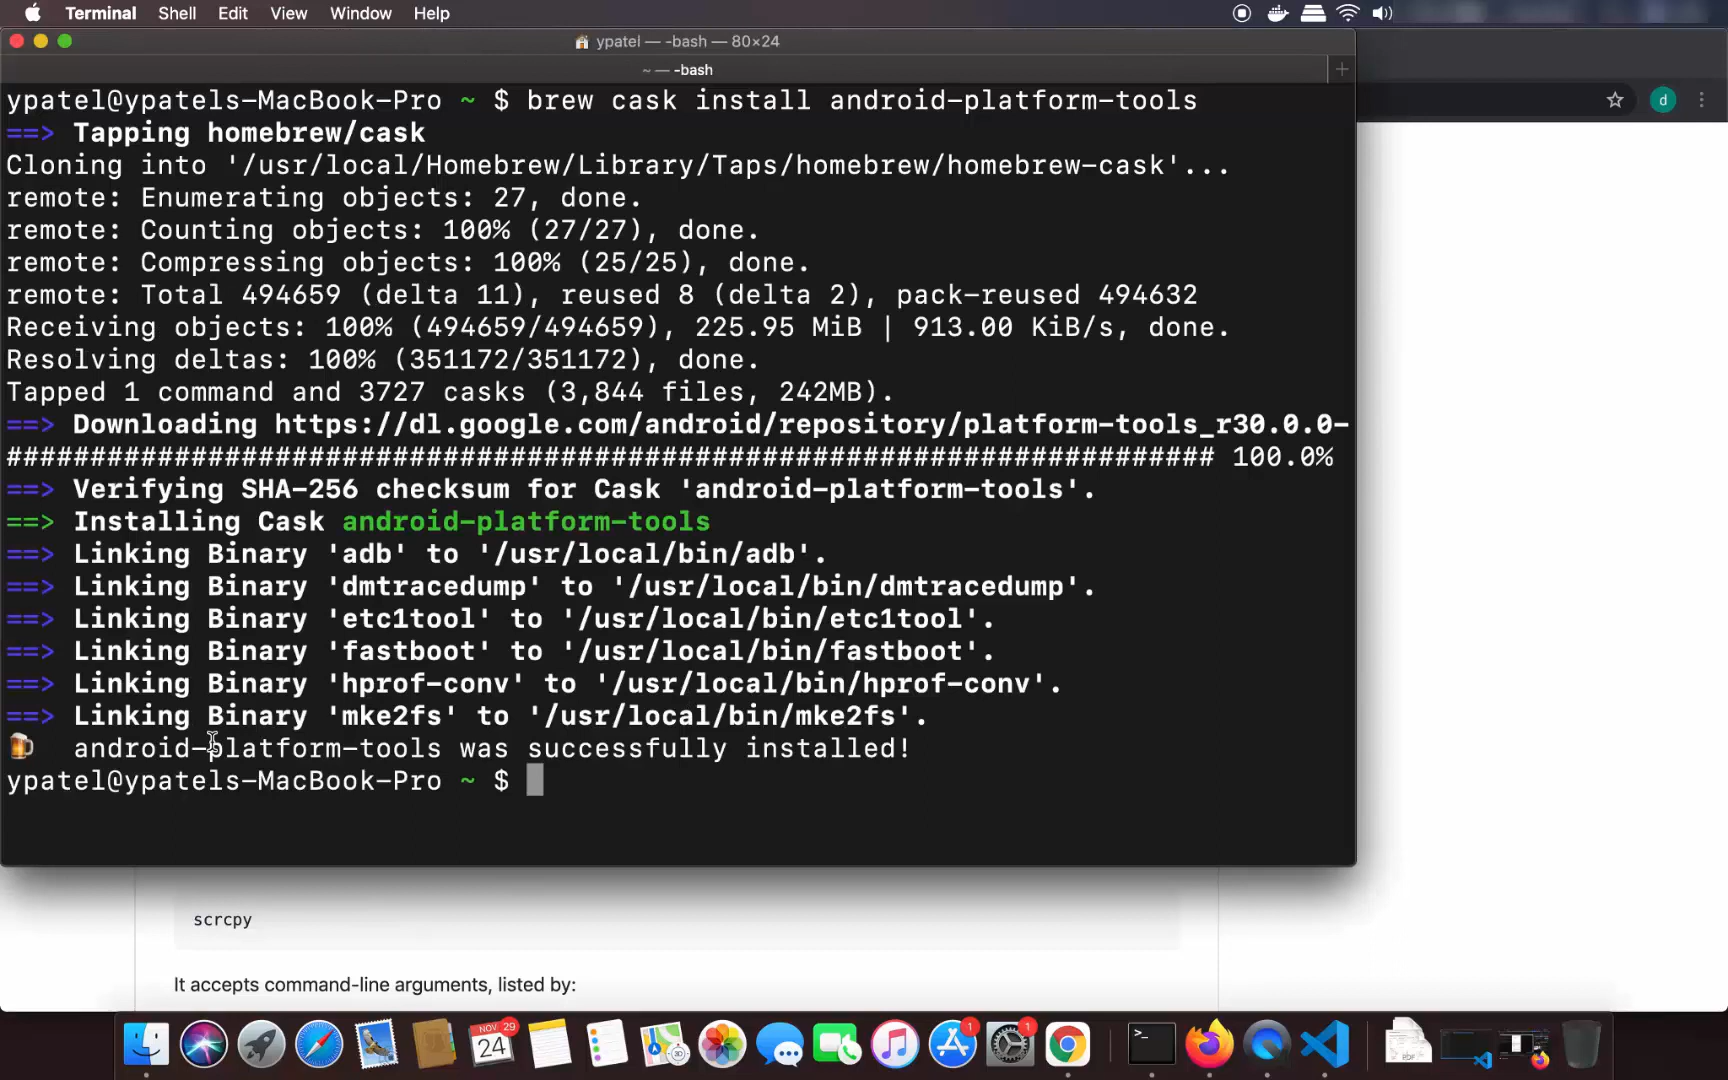 Terminal Shell Edit View Window Help
ypatel — -bash — 80×24
~ — -bash
ypatel@ypatels-MacBook-Pro ~ $ brew cask install android-platform-tools
==> Tapping homebrew/cask
Cloning into '/usr/local/Homebrew/Library/Taps/homebrew/homebrew-cask'...
remote: Enumerating objects: 27, done.
remote: Counting objects: 100% (27/27), done.
remote: Compressing objects: 100% (25/25), done.
remote: Total 494659 (delta 11), reused 8 (delta 2), pack-reused 494632
Receiving objects: 100% (494659/494659), 225.95 MiB | 913.00 KiB/s, done.
Resolving deltas: 100% (351172/351172), done.
Tapped 1 command and 3727 casks (3,844 files, 242MB).
==> Downloading https://dl.google.com/android/repository/platform-tools_r30.0.0-
######################################################################## 100.0%
==> Verifying SHA-256 checksum for Cask 'android-platform-tools'.
==> Installing Cask android-platform-tools
==> Linking Binary 'adb' to '/usr/local/bin/adb'.
==> Linking Binary 'dmtracedump' to '/usr/local/bin/dmtracedump'.
==> Linking Binary 'etc1tool' to '/usr/local/bin/etc1tool'.
==> Linking Binary 'fastboot' to '/usr/local/bin/fastboot'.
==> Linking Binary 'hprof-conv' to '/usr/local/bin/hprof-conv'.
==> Linking Binary 'mke2fs' to '/usr/local/bin/mke2fs'.
🍺 android-platform-tools was successfully installed!
ypatel@ypatels-MacBook-Pro ~ $
d
scrcpy
It accepts command-line arguments, listed by:
NOV 29
24
3D
1
1
>_
PDF